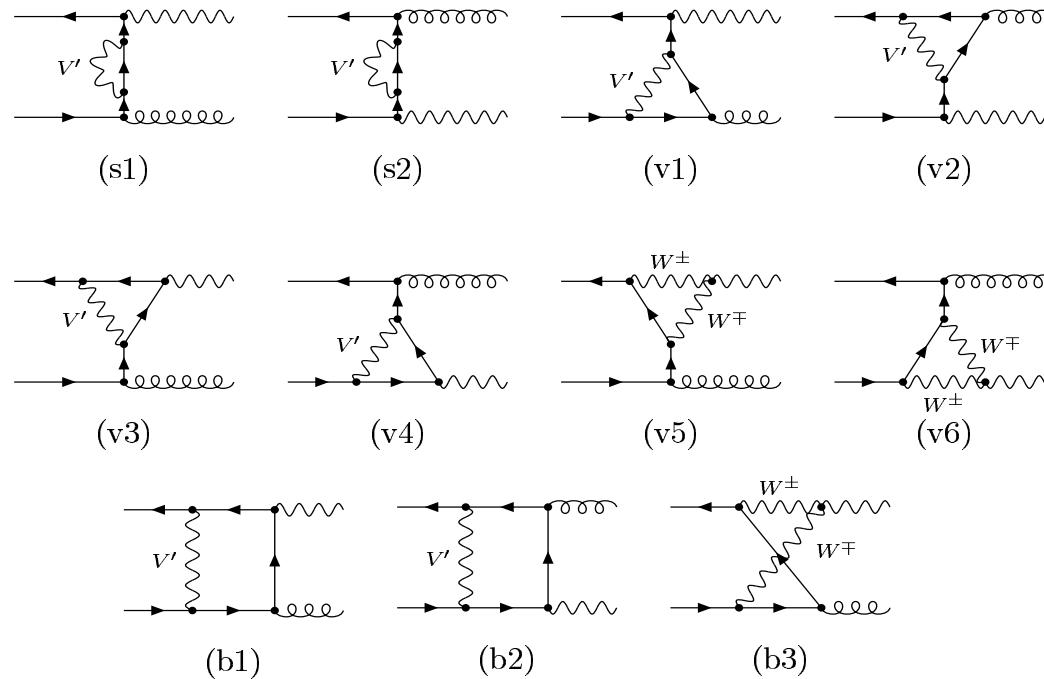 V′ V′ V′ V′
(s1) (s2) (v1) (v2)
V′ V′ W± W∓ W∓ W±
(v3) (v4) (v5) (v6)
V′ V′ W± W∓
(b1) (b2) (b3)